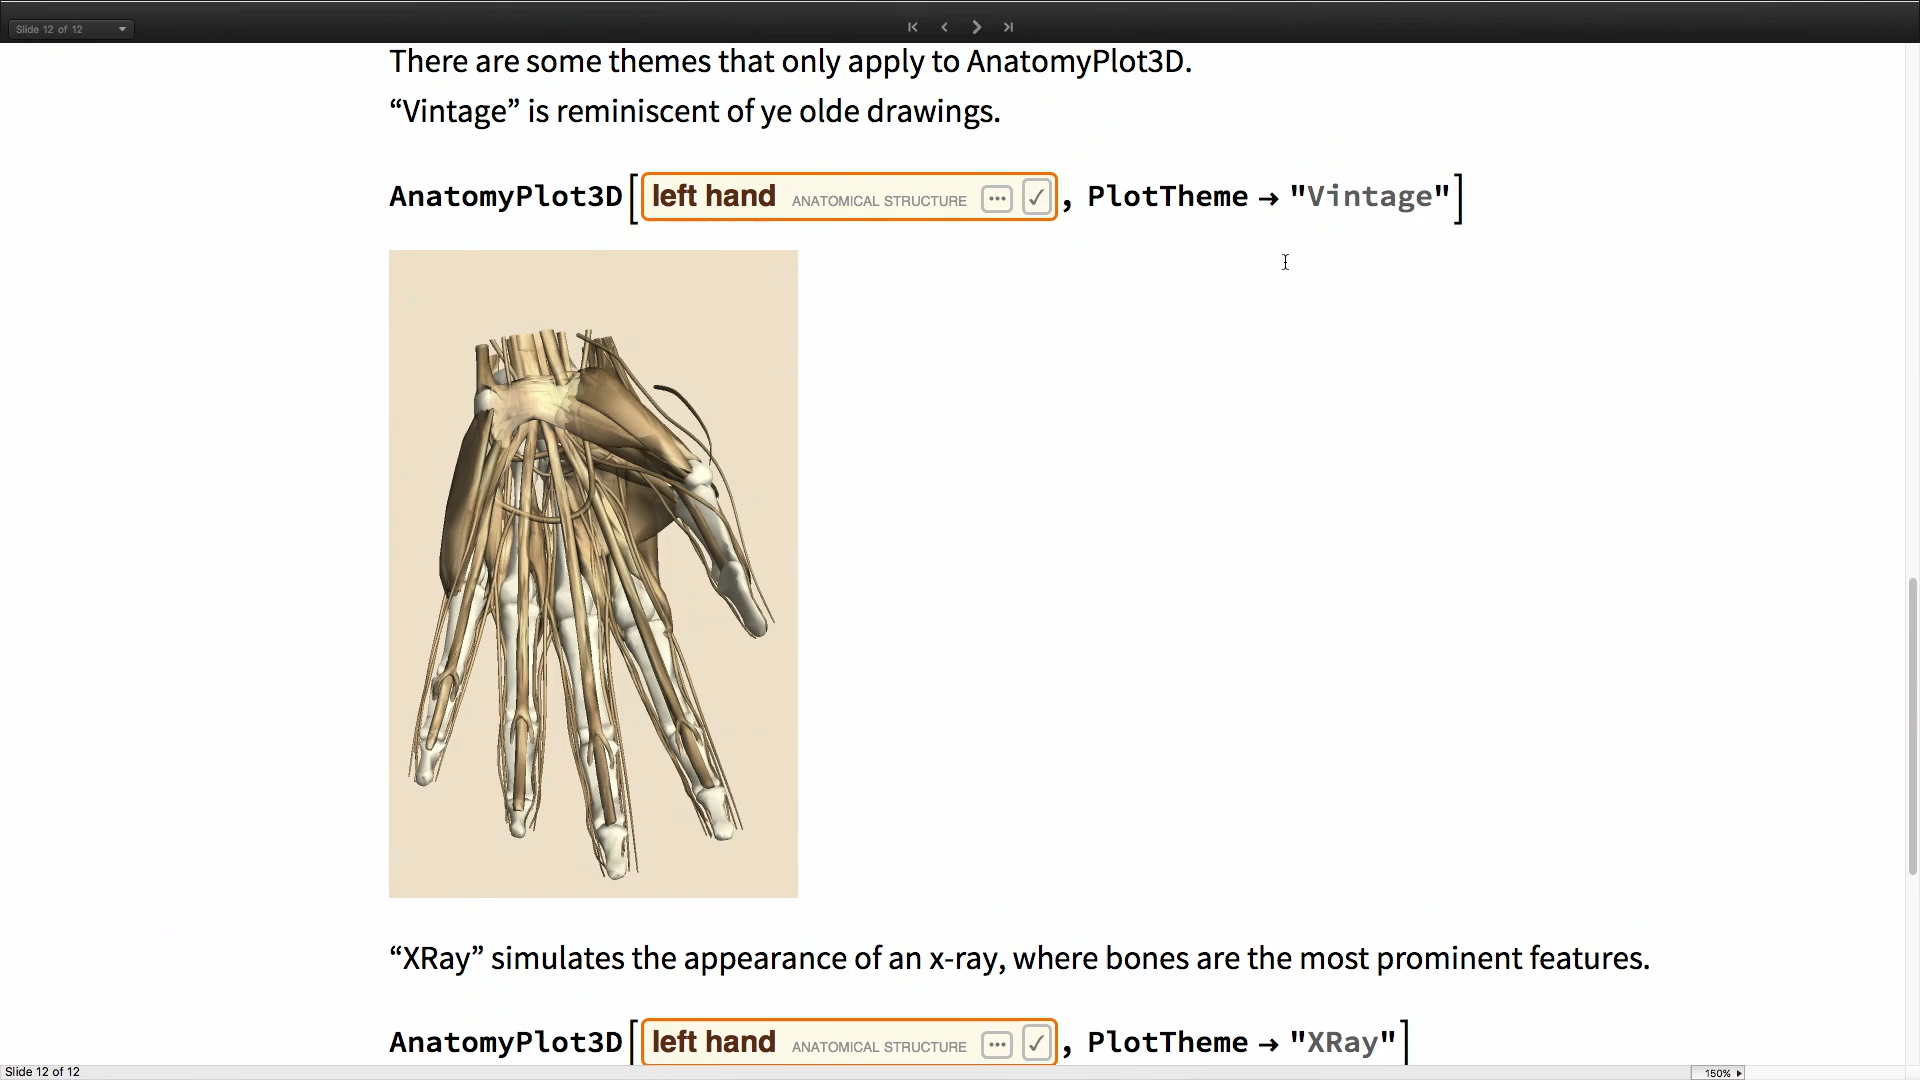 Slide 12 of 12
There are some themes that only apply to AnatomyPlot3D.
“Vintage” is reminiscent of ye olde drawings.
AnatomyPlot3D[left hand ANATOMICAL STRUCTURE ... ✓, PlotTheme → "Vintage"]
“XRay” simulates the appearance of an x-ray, where bones are the most prominent features.
AnatomyPlot3D[left hand ANATOMICAL STRUCTURE ... ✓, PlotTheme → "XRay"]
Slide 12 of 12
150%